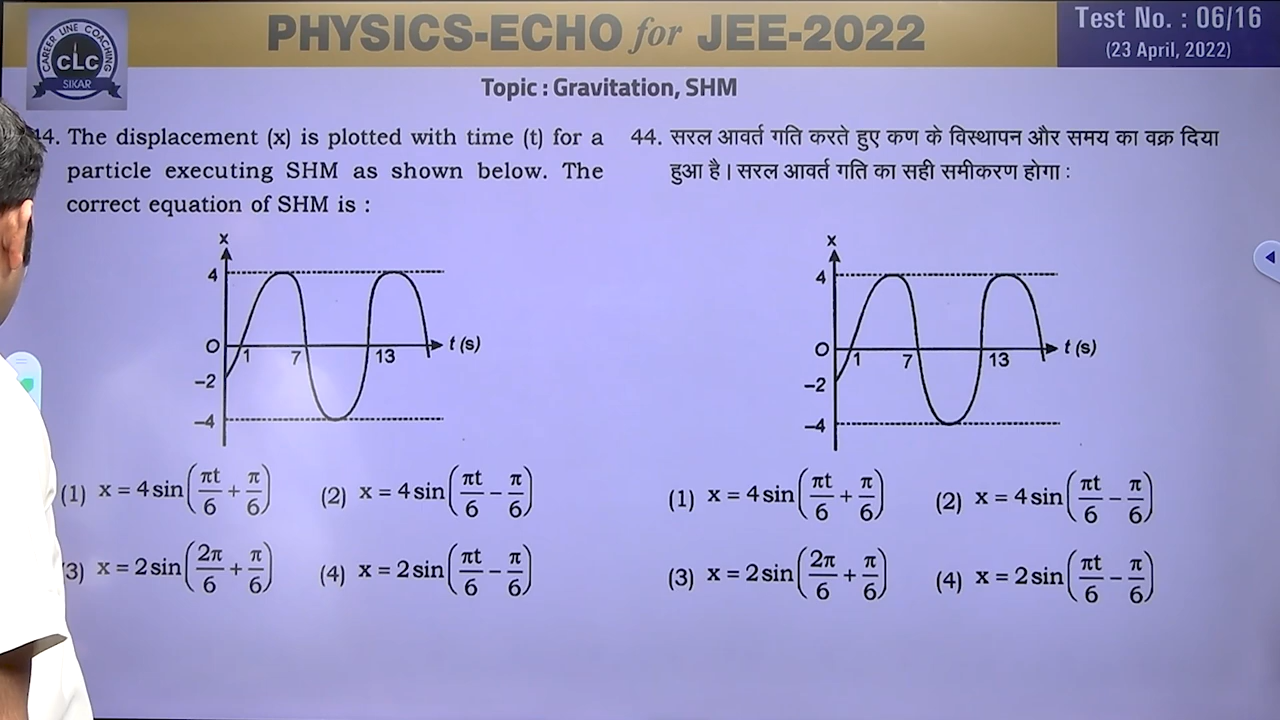 PHYSICS-ECHO for JEE-2022
Test No. : 06/16
(23 April, 2022)
CAREER LINE COACHING
CLC
SIKAR
Topic : Gravitation, SHM
44. The displacement (x) is plotted with time (t) for a
particle executing SHM as shown below. The
correct equation of SHM is :
x
4
O
1
7
13
t (s)
-2
-4
(1) x = 4 sin(πt/6 + π/6)
(2) x = 4 sin(πt/6 − π/6)
(3) x = 2 sin(2π/6 + π/6)
(4) x = 2 sin(πt/6 − π/6)
44. सरल आवर्त गति करते हुए कण के विस्थापन और समय का वक्र दिया
हुआ है। सरल आवर्त गति का सही समीकरण होगा :
x
4
O
1
7
13
t (s)
-2
-4
(1) x = 4 sin(πt/6 + π/6)
(2) x = 4 sin(πt/6 − π/6)
(3) x = 2 sin(2π/6 + π/6)
(4) x = 2 sin(πt/6 − π/6)